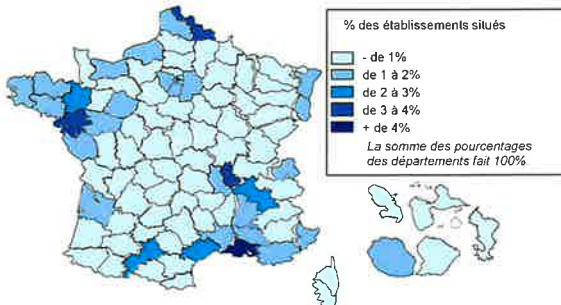 % des établissements situés
- de 1%
de 1 à 2%
de 2 à 3%
de 3 à 4%
+ de 4%
La somme des pourcentages
des départements fait 100%